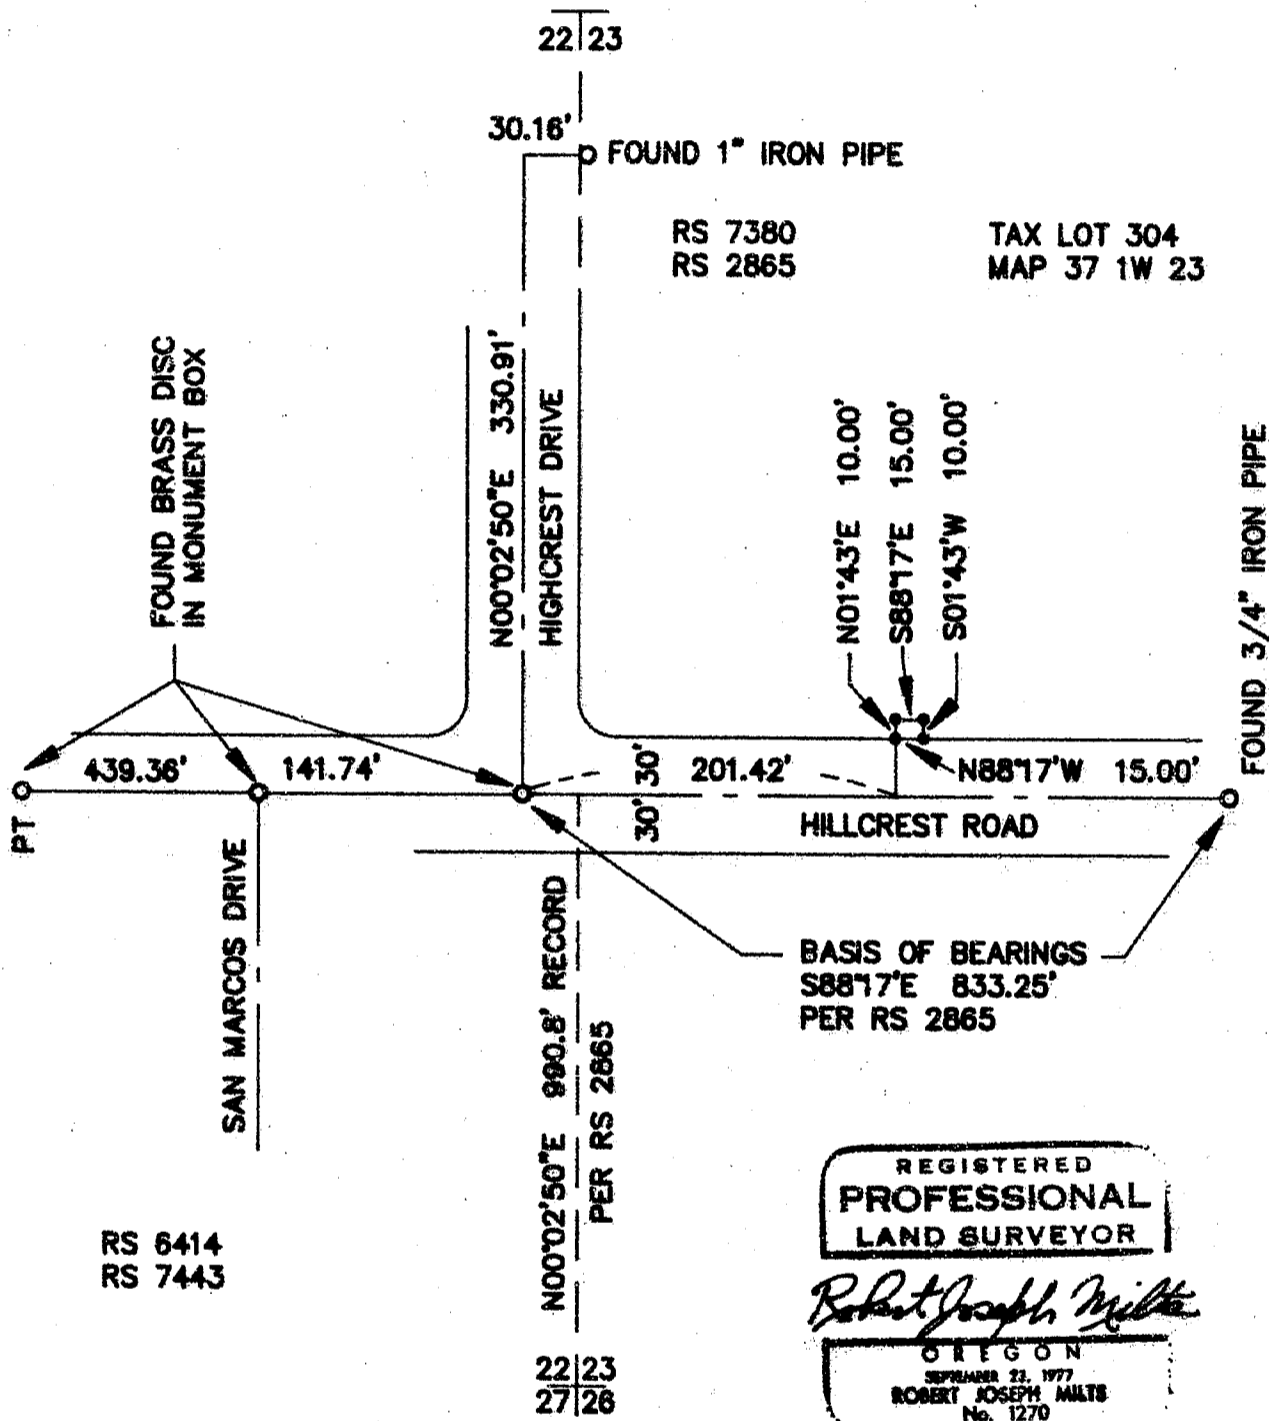 22 23
30.16'
FOUND 1" IRON PIPE
RS 7380
RS 2865
TAX LOT 304
MAP 37 1W 23
FOUND BRASS DISC
IN MONUMENT BOX
N00°02'50"E 330.91'
HIGHCREST DRIVE
N01°43'E 10.00'
S88°17'E 15.00'
S01°43'W 10.00'
FOUND 3/4" IRON PIPE
439.36'
141.74'
30'
30'
201.42'
N88°17'W 15.00'
PT
HILLCREST ROAD
SAN MARCOS DRIVE
N00°02'50"E 990.8' RECORD
PER RS 2865
BASIS OF BEARINGS
S88°17'E 833.25'
PER RS 2865
RS 6414
RS 7443
REGISTERED
PROFESSIONAL
LAND SURVEYOR
Robert Joseph Milts
OREGON
SEPTEMBER 23, 1977
ROBERT JOSEPH MILTS
No. 1270
22 23
27 26